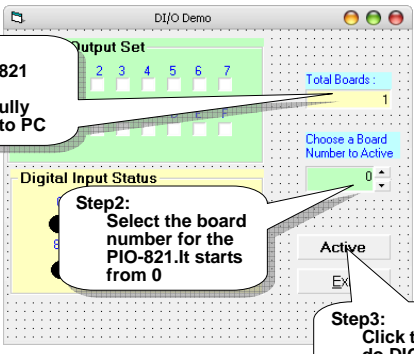 DI/O Demo
Output Set
821
2 3 4 5 6 7
ully
to PC
Total Boards :
1
Choose a Board
Number to Active
0
Digital Input Status
Step2:
Select the board
number for the
PIO-821.It starts
from 0
8
Active
Ex
Step3:
Click t